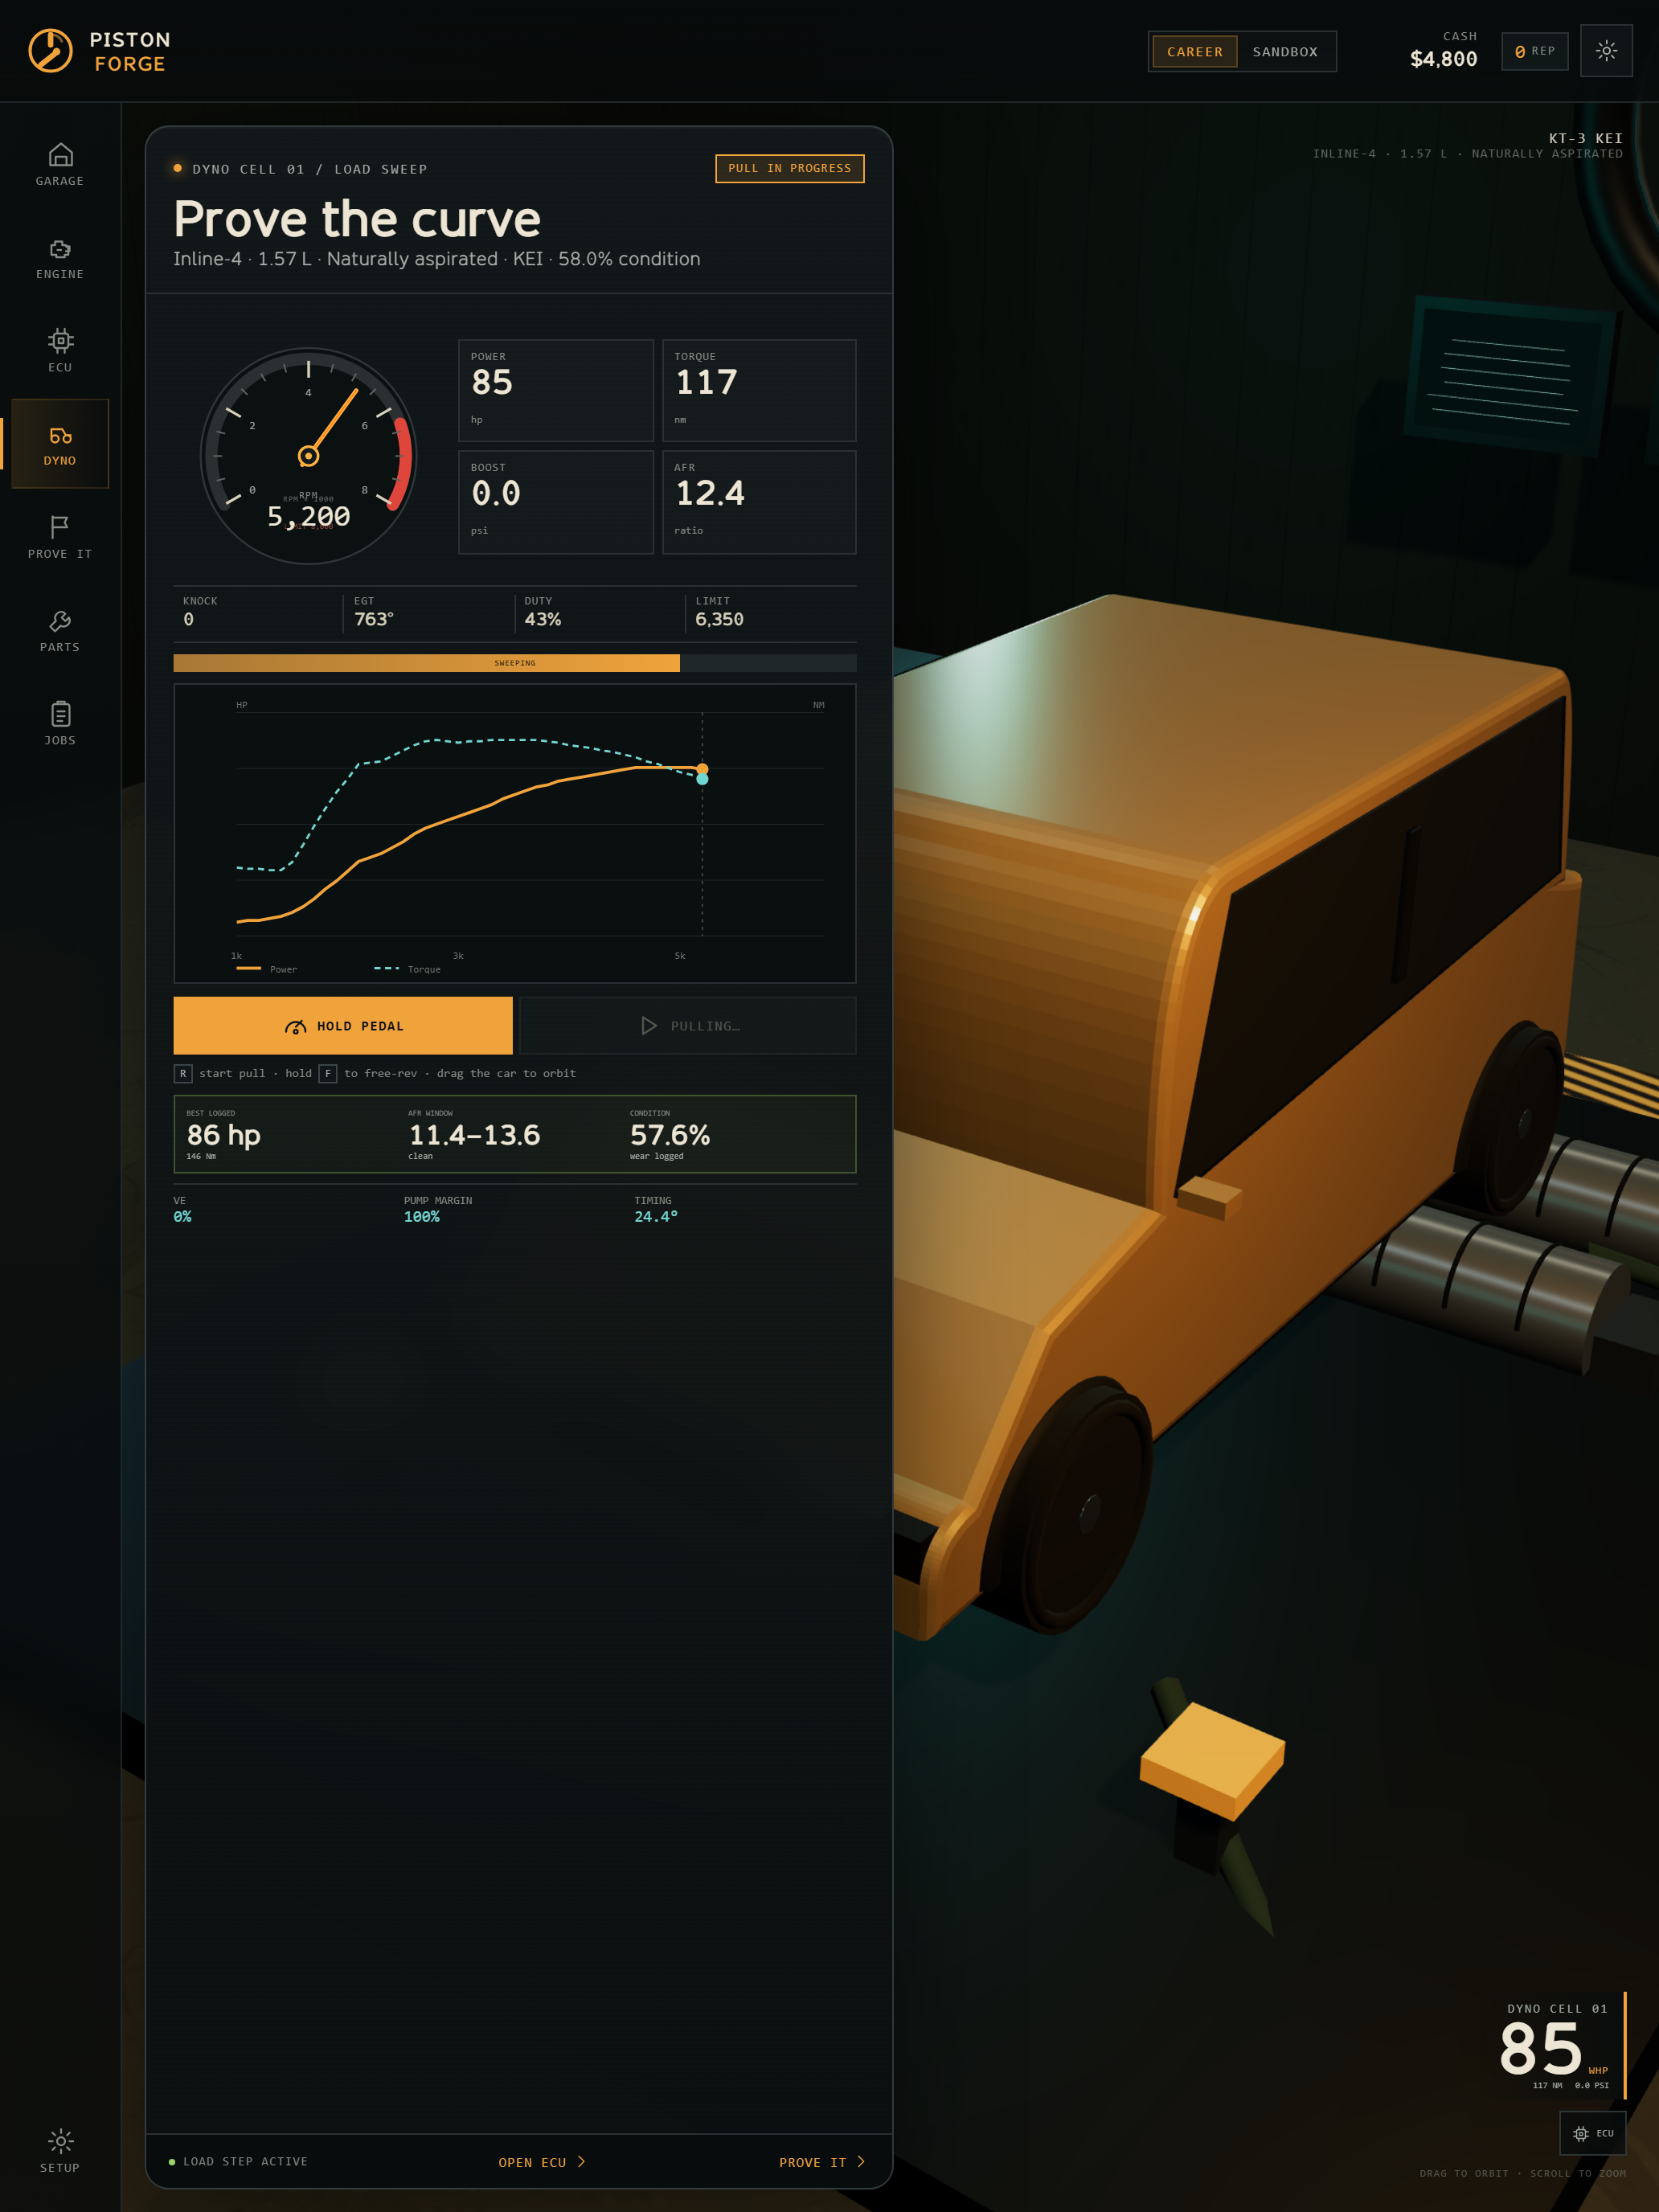 PISTON
FORGE
CAREER
SANDBOX
CASH
$4,800
0 REP
GARAGE
ENGINE
ECU
DYNO
PROVE IT
PARTS
JOBS
SETUP
KT-3 KEI
INLINE-4 · 1.57 L · NATURALLY ASPIRATED
DYNO CELL 01 / LOAD SWEEP
PULL IN PROGRESS
Prove the curve
Inline-4 · 1.57 L · Naturally aspirated · KEI · 58.0% condition
0
2
4
6
8
RPM
5,200
POWER
85
hp
TORQUE
117
nm
BOOST
0.0
psi
AFR
12.4
ratio
KNOCK
0
EGT
763°
DUTY
43%
LIMIT
6,350
SWEEPING
HP
NM
1k
3k
5k
Power
Torque
HOLD PEDAL
PULLING…
R start pull · hold F to free-rev · drag the car to orbit
BEST LOGGED
86 hp
146 Nm
AFR WINDOW
11.4–13.6
clean
CONDITION
57.6%
wear logged
VE
0%
PUMP MARGIN
100%
TIMING
24.4°
LOAD STEP ACTIVE
OPEN ECU
PROVE IT
DYNO CELL 01
85 WHP
117 NM 0.0 PSI
ECU
DRAG TO ORBIT · SCROLL TO ZOOM